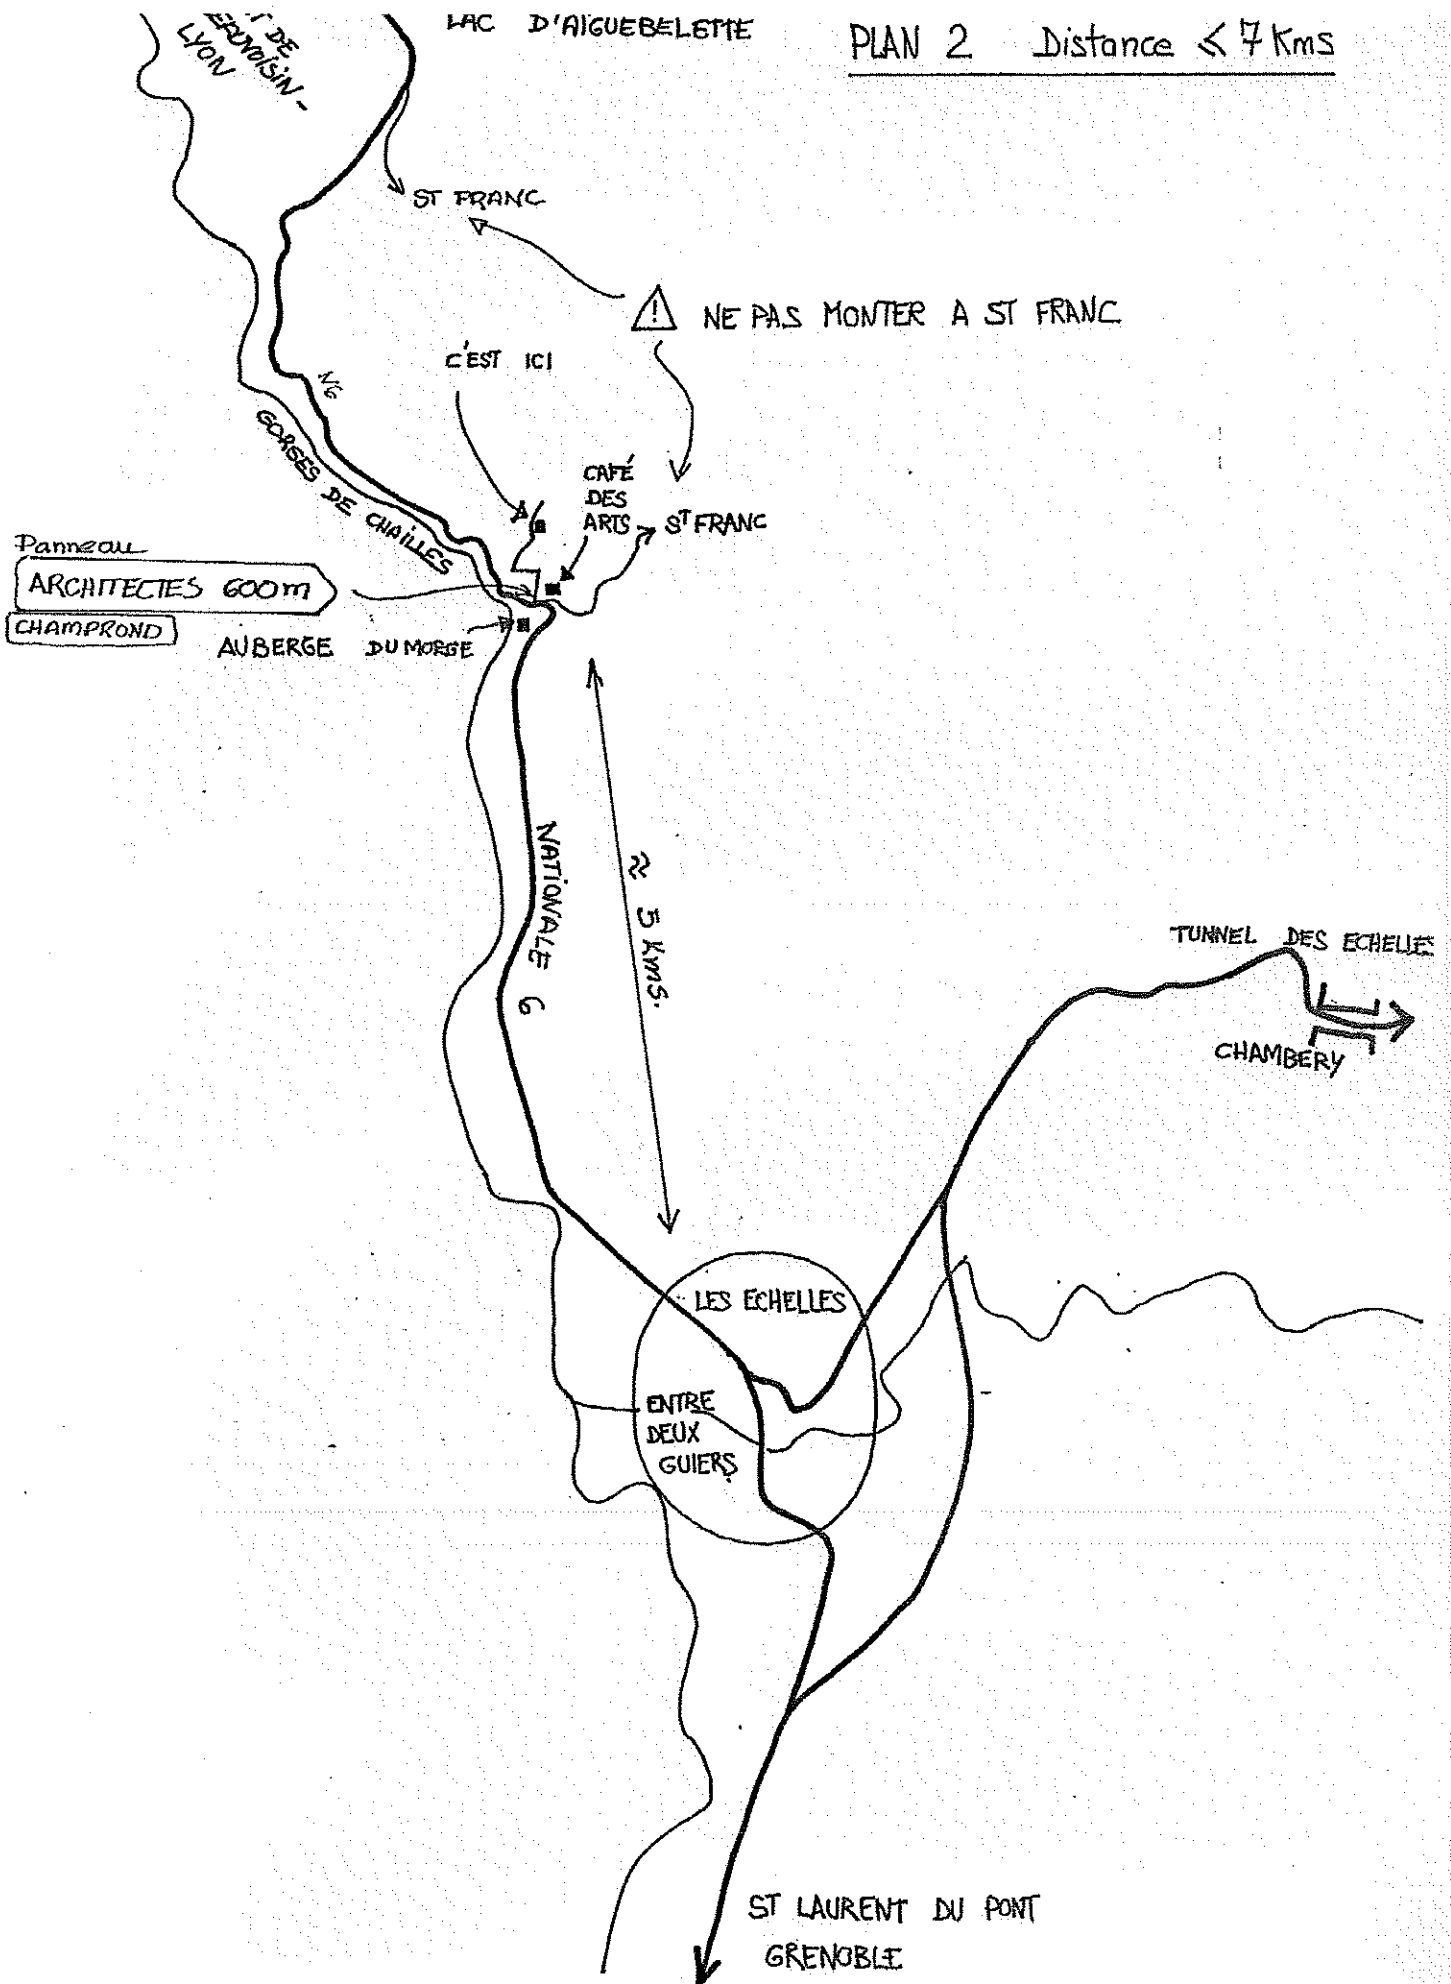 LAC D'AIGUEBELETTE
PLAN 2 Distance ≤ 7 Kms
DE
LYON
ST FRANC
⚠ NE PAS MONTER A ST FRANC
C'EST ICI
N6
GORGES DE CHAILLES
CAFÉ
DES
ARTS
ST FRANC
Panneau
ARCHITECTES 600m
CHAMPROND
AUBERGE DU MORGE
NATIONALE 6
≈ 5 Kms.
TUNNEL DES ECHELLES
CHAMBERY
LES ECHELLES
ENTRE
DEUX
GUIERS
ST LAURENT DU PONT
GRENOBLE